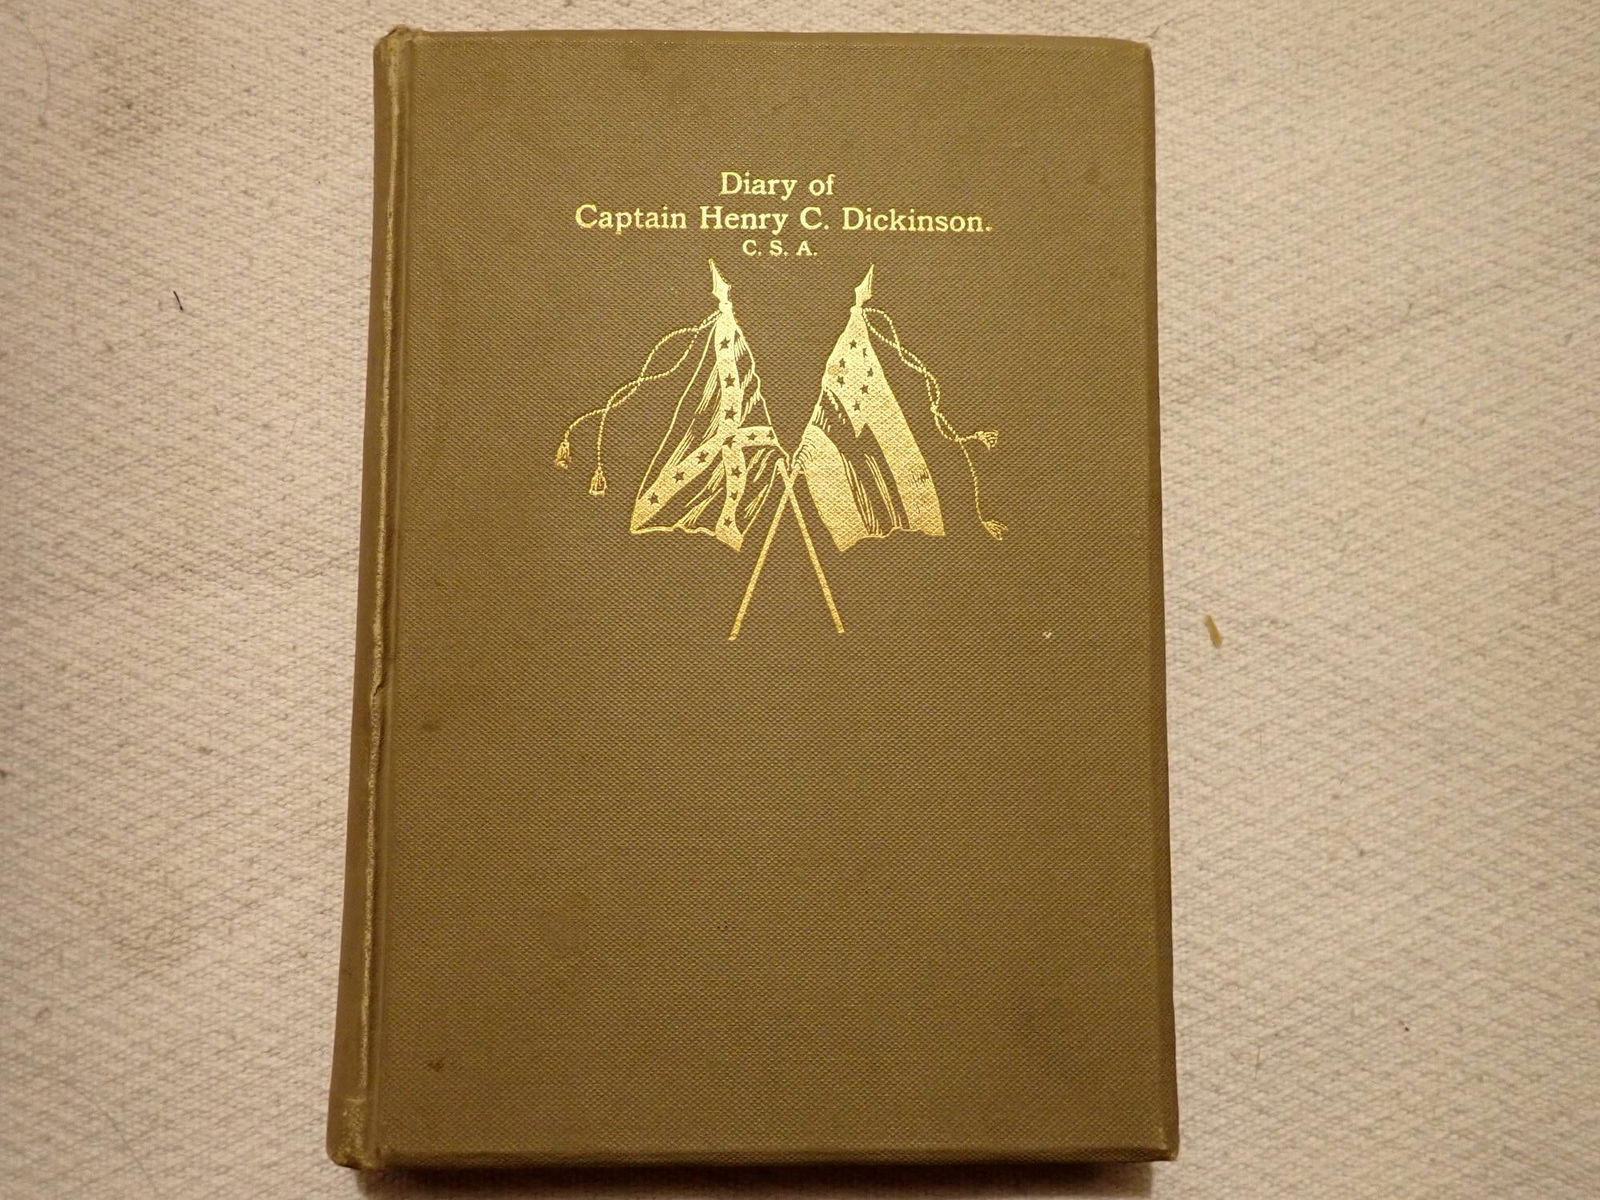 Diary of
Captain Henry C. Dickinson.
C. S. A.